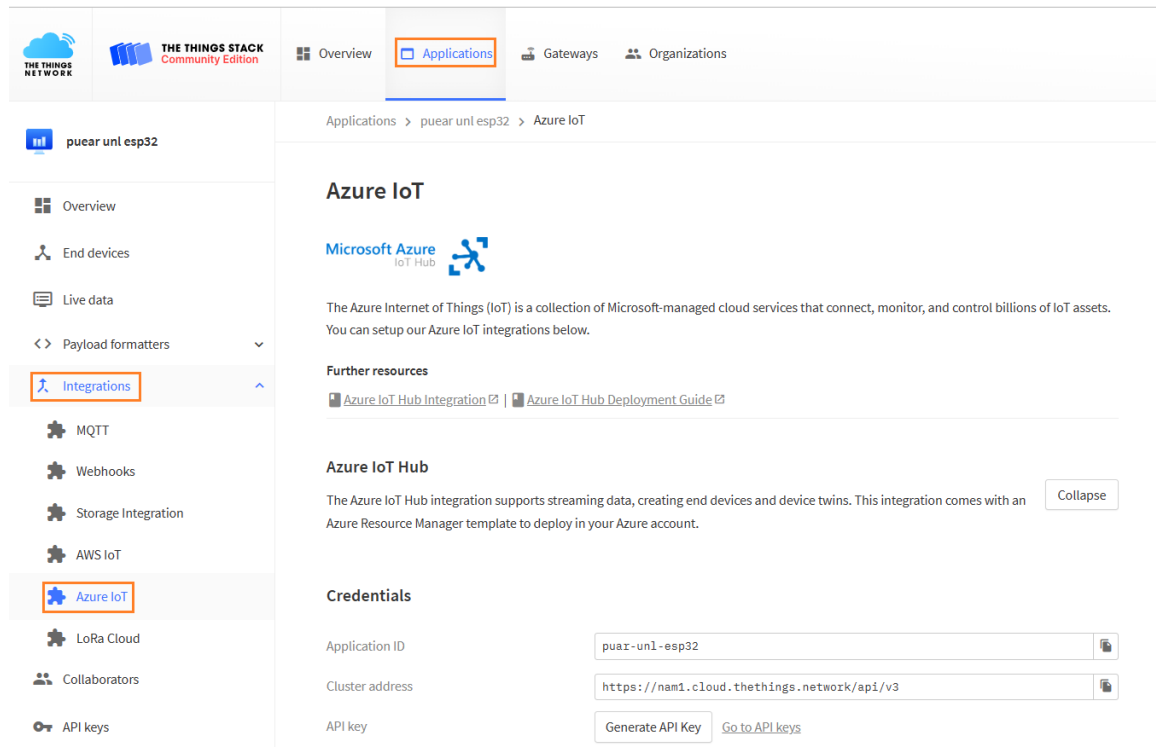 THE THINGS
NETWORK
THE THINGS STACK
Community Edition
Overview
Applications
Gateways
Organizations
puear unl esp32
Applications > puear unl esp32 > Azure IoT
Overview
End devices
Live data
Payload formatters
Integrations
MQTT
Webhooks
Storage Integration
AWS IoT
Azure IoT
LoRa Cloud
Collaborators
API keys
Azure IoT
Microsoft Azure
IoT Hub
The Azure Internet of Things (IoT) is a collection of Microsoft-managed cloud services that connect, monitor, and control billions of IoT assets.
You can setup our Azure IoT integrations below.
Further resources
Azure IoT Hub Integration | Azure IoT Hub Deployment Guide
Azure IoT Hub
The Azure IoT Hub integration supports streaming data, creating end devices and device twins. This integration comes with an
Azure Resource Manager template to deploy in your Azure account.
Collapse
Credentials
Application ID
puar-unl-esp32
Cluster address
https://nam1.cloud.thethings.network/api/v3
API key
Generate API Key
Go to API keys